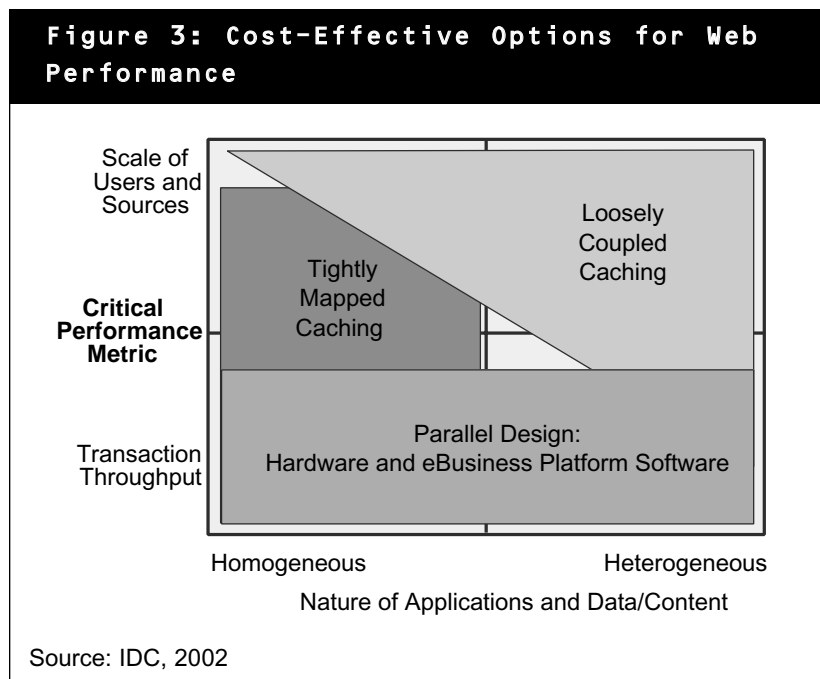 Figure 3: Cost-Effective Options for Web
Performance
Scale of
Users and
Sources
Loosely
Coupled
Caching
Tightly
Mapped
Caching
Critical
Performance
Metric
Parallel Design:
Hardware and eBusiness Platform Software
Transaction
Throughput
Homogeneous
Heterogeneous
Nature of Applications and Data/Content
Source: IDC, 2002